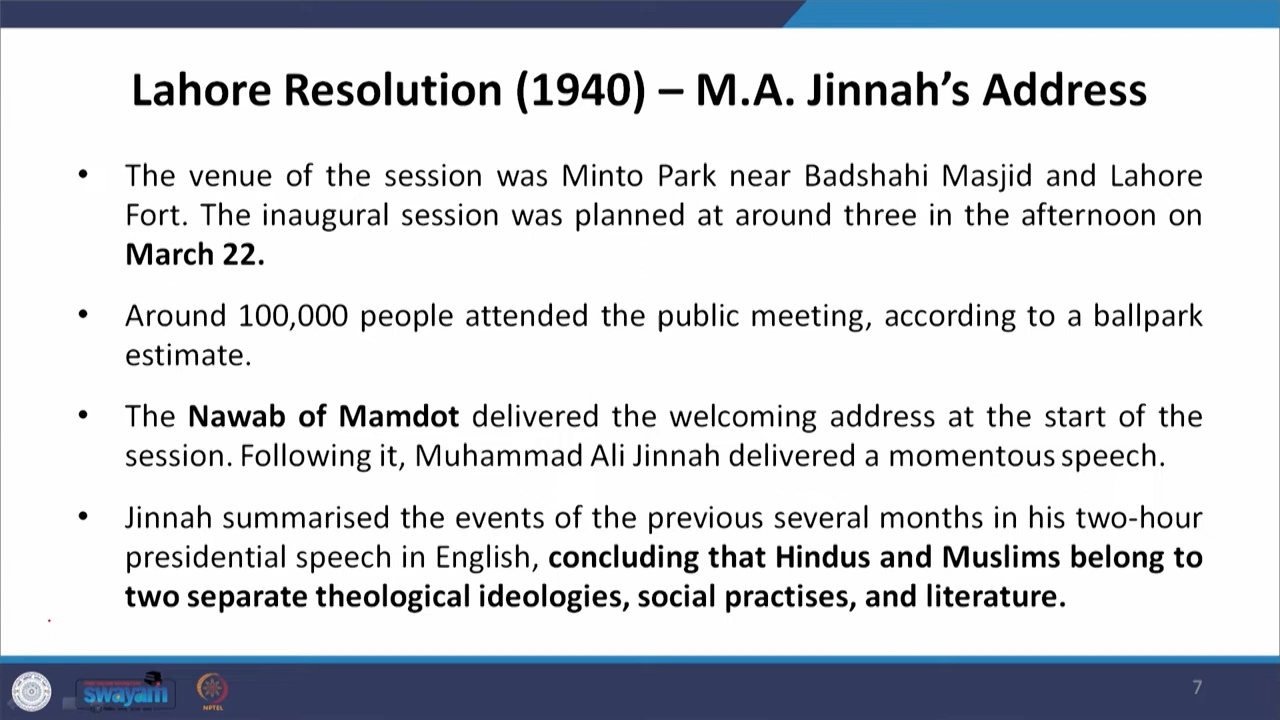 Lahore Resolution (1940) – M.A. Jinnah's Address
• The venue of the session was Minto Park near Badshahi Masjid and Lahore
Fort. The inaugural session was planned at around three in the afternoon on
March 22.
• Around 100,000 people attended the public meeting, according to a ballpark
estimate.
• The Nawab of Mamdot delivered the welcoming address at the start of the
session. Following it, Muhammad Ali Jinnah delivered a momentous speech.
• Jinnah summarised the events of the previous several months in his two-hour
presidential speech in English, concluding that Hindus and Muslims belong to
two separate theological ideologies, social practises, and literature.
swayam
NPTEL
7